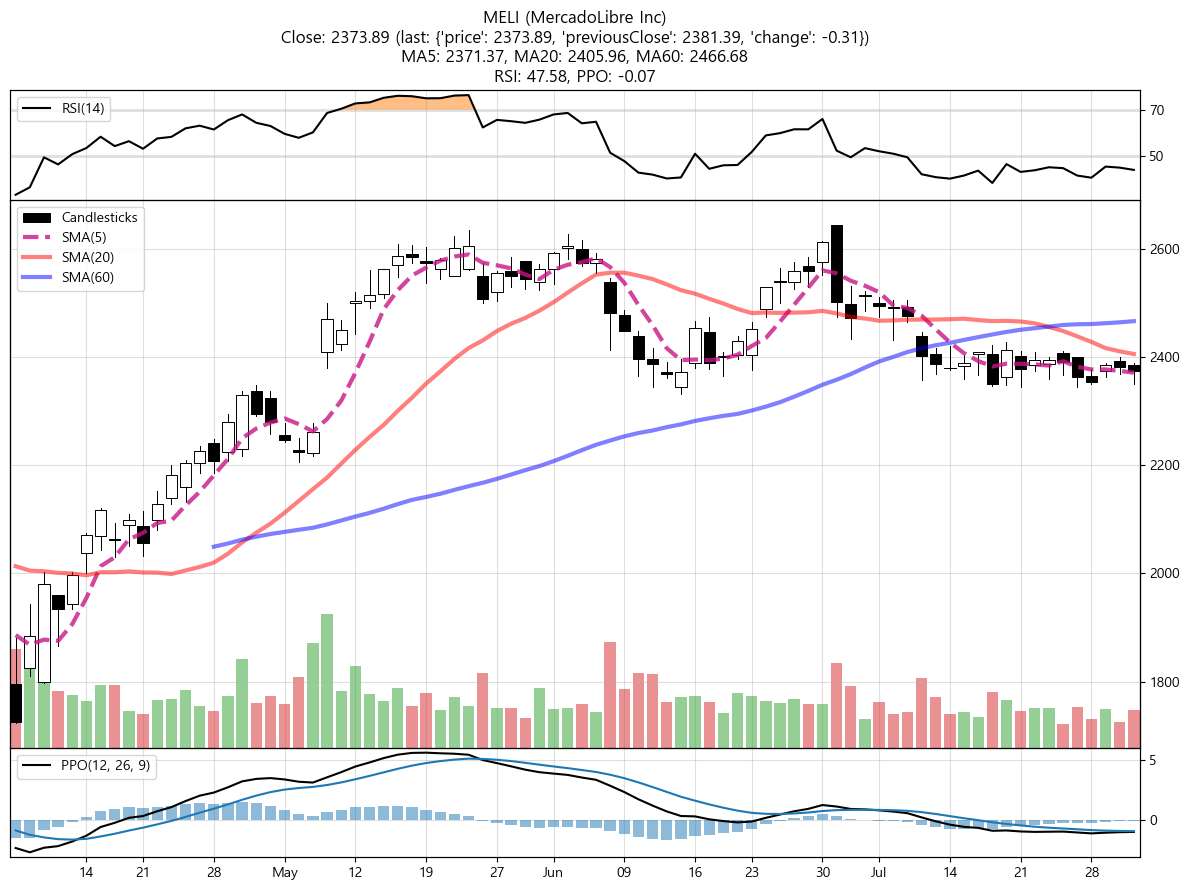 MELI (MercadoLibre Inc)
Close: 2373.89 (last: {'price': 2373.89, 'previousClose': 2381.39, 'change': -0.31})
MA5: 2371.37, MA20: 2405.96, MA60: 2466.68
RSI: 47.58, PPO: -0.07
RSI(14)
70
50
Candlesticks
SMA(5)
SMA(20)
SMA(60)
2600
2400
2200
2000
1800
PPO(12, 26, 9)
5
0
14 21 28 May 12 19 27 Jun 09 16 23 30 Jul 14 21 28